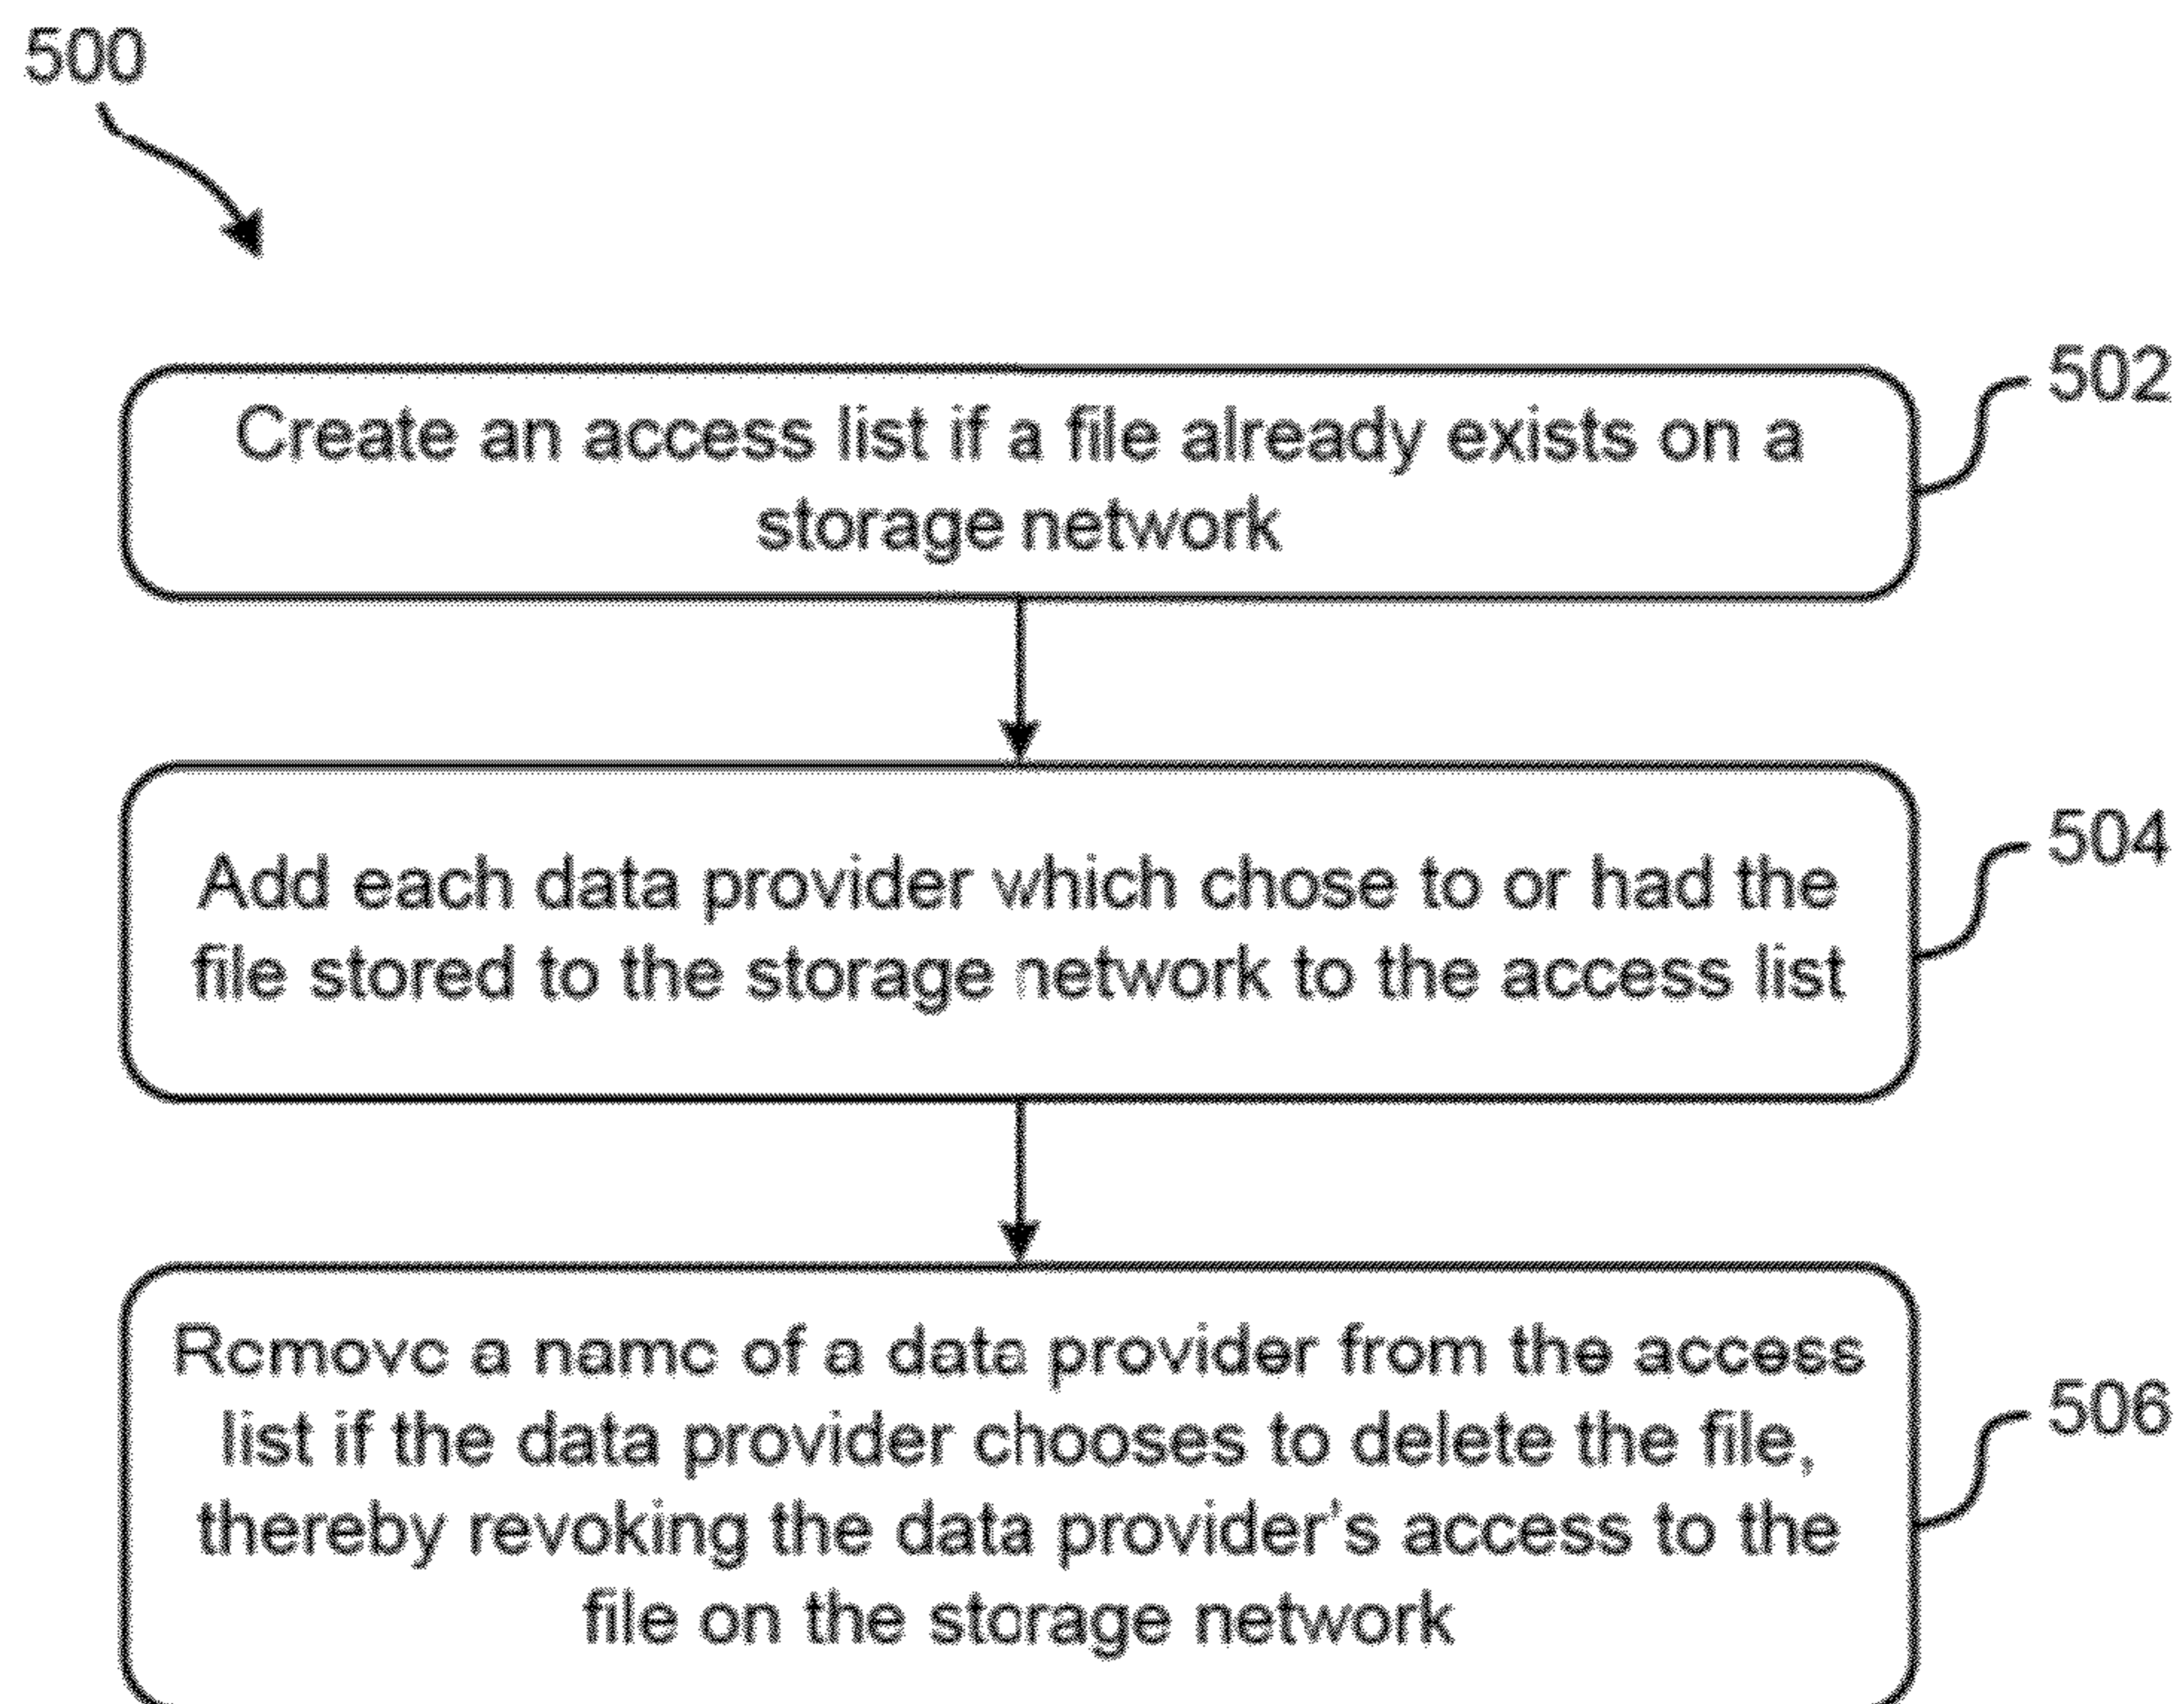 500
502
Create an access list if a file already exists on a
storage network
504
Add each data provider which chose to or had the
file stored to the storage network to the access list
506
Remove a name of a data provider from the access
list if the data provider chooses to delete the file,
thereby revoking the data provider's access to the
file on the storage network